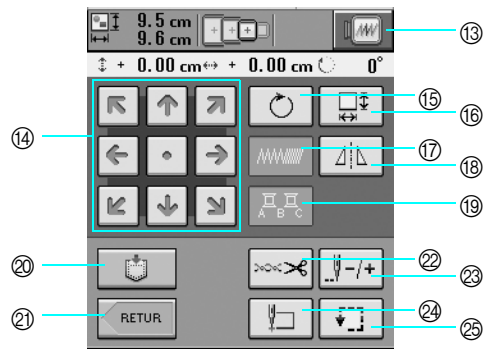 9.5 cm
9.6 cm
⑬
+ 0.00 cm + 0.00 cm 0°
⑭
⑮
⑯
⑰
⑱
A B C
⑲
⑳
㉒
-/+
㉓
RETUR
㉑
㉔
㉕